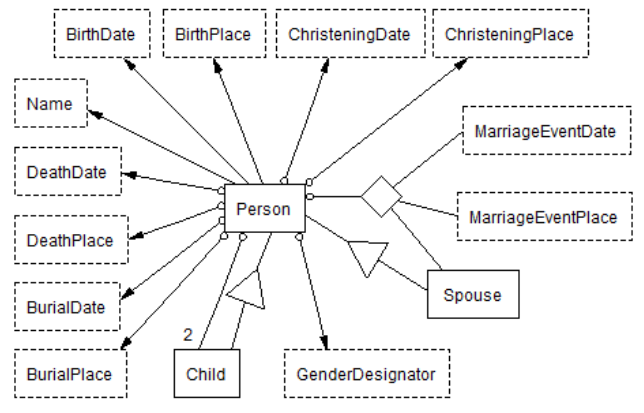 BirthDate
BirthPlace
ChristeningDate
ChristeningPlace
Name
MarriageEventDate
DeathDate
Person
MarriageEventPlace
DeathPlace
BurialDate
Spouse
2
BurialPlace
Child
GenderDesignator